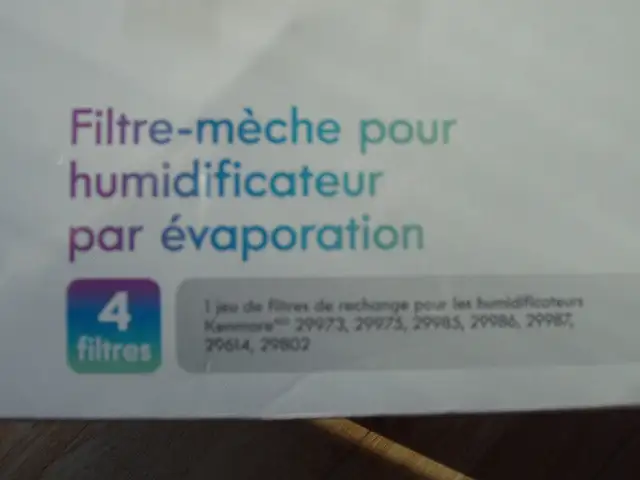 Filtre-mèche pour
humidificateur
par évaporation
4
filtres
1 jeu de filtres de rechange pour les humidificateurs
Kenmore 29973, 29975, 29985, 29986, 29987,
29614, 29802